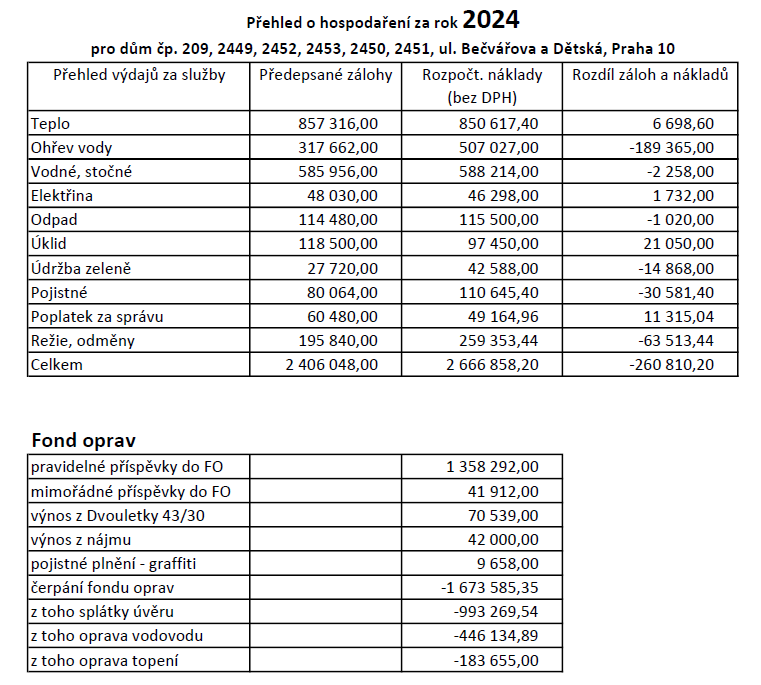 Přehled o hospodaření za rok 2024
pro dům čp. 209, 2449, 2452, 2453, 2450, 2451, ul. Bečvářova a Dětská, Praha 10
Přehled výdajů za služby Předepsané zálohy Rozpočt. náklady (bez DPH) Rozdíl záloh a nákladů
Teplo 857 316,00 850 617,40 6 698,60
Ohřev vody 317 662,00 507 027,00 -189 365,00
Vodné, stočné 585 956,00 588 214,00 -2 258,00
Elektřina 48 030,00 46 298,00 1 732,00
Odpad 114 480,00 115 500,00 -1 020,00
Úklid 118 500,00 97 450,00 21 050,00
Údržba zeleně 27 720,00 42 588,00 -14 868,00
Pojistné 80 064,00 110 645,40 -30 581,40
Poplatek za správu 60 480,00 49 164,96 11 315,04
Režie, odměny 195 840,00 259 353,44 -63 513,44
Celkem 2 406 048,00 2 666 858,20 -260 810,20
Fond oprav
pravidelné příspěvky do FO 1 358 292,00
mimořádné příspěvky do FO 41 912,00
výnos z Dvouletky 43/30 70 539,00
výnos z nájmu 42 000,00
pojistné plnění - graffiti 9 658,00
čerpání fondu oprav -1 673 585,35
z toho splátky úvěru -993 269,54
z toho oprava vodovodu -446 134,89
z toho oprava topení -183 655,00